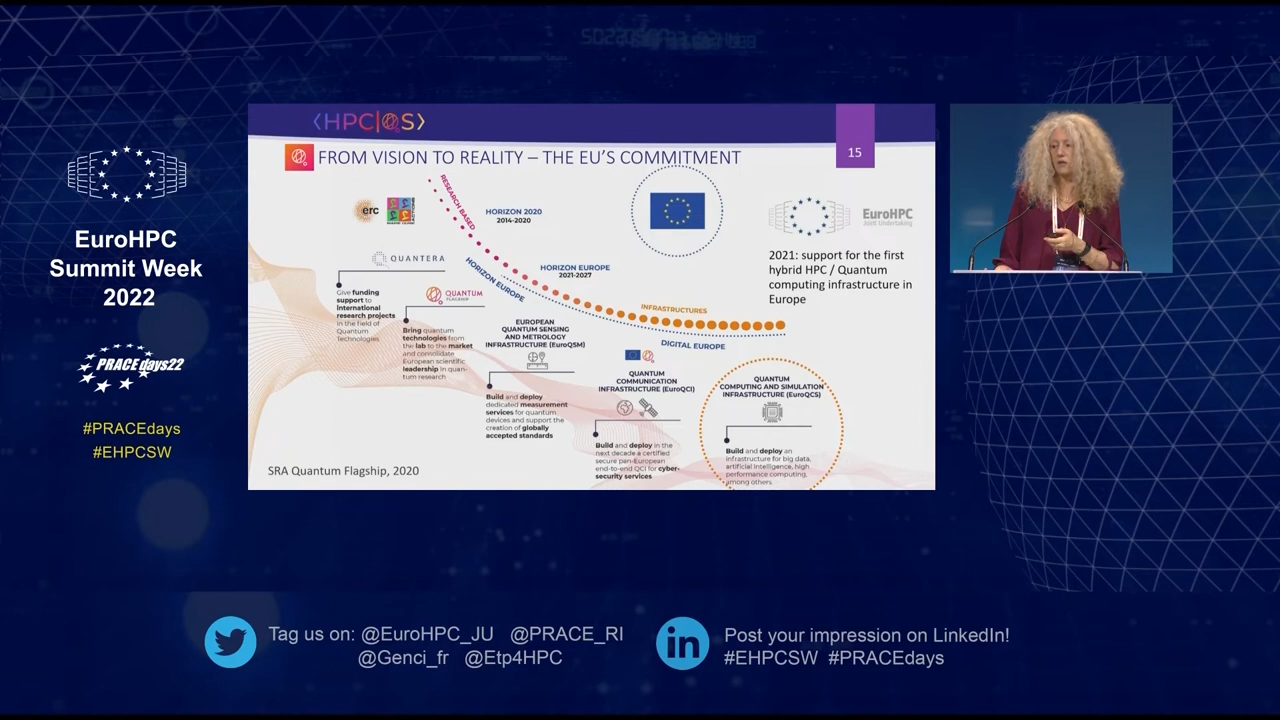 EuroHPC
Summit Week
2022
PRACEdays22
#PRACEdays
#EHPCSW
<HPC|QS>
15
FROM VISION TO REALITY – THE EU'S COMMITMENT
erc
RESEARCH BASED
HORIZON 2020
2014-2020
EuroHPC
Joint Undertaking
QUANTERA
Give funding
support to
international
research projects
in the field of
Quantum
Technologies
QUANTUM
FLAGSHIP
Bring quantum
technologies from
the lab to the market
and consolidate
European scientific
leadership in quan-
tum research
HORIZON EUROPE
HORIZON EUROPE
2021-2027
EUROPEAN
QUANTUM SENSING
AND METROLOGY
INFRASTRUCTURE (EuroQSM)
Build and deploy
dedicated measurement
services for quantum
devices and support the
creation of globally
accepted standards
INFRASTRUCTURES
DIGITAL EUROPE
QUANTUM
COMMUNICATION
INFRASTRUCTURE (EuroQCI)
Build and deploy in the
next decade a certified
secure pan-European
end-to-end QCI for cyber-
security services
2021: support for the first
hybrid HPC / Quantum
computing infrastructure in
Europe
QUANTUM
COMPUTING AND SIMULATION
INFRASTRUCTURE (EuroQCS)
Build and deploy an
infrastructure for big data,
artificial intelligence, high
performance computing,
among others
SRA Quantum Flagship, 2020
Tag us on: @EuroHPC_JU @PRACE_RI
@Genci_fr @Etp4HPC
in
Post your impression on LinkedIn!
#EHPCSW #PRACEdays